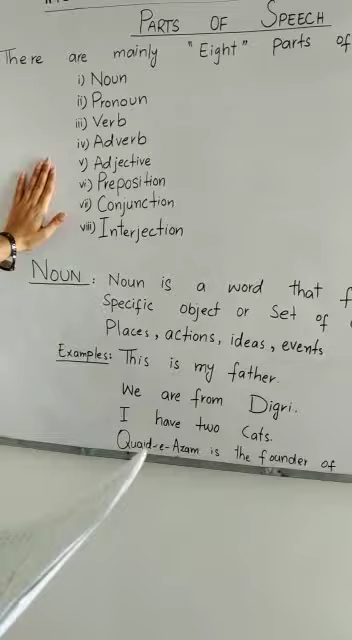 PARTS OF SPEECH
There are mainly "Eight" parts of
i) Noun
ii) Pronoun
iii) Verb
iv) Adverb
v) Adjective
vi) Preposition
vii) Conjunction
viii) Interjection
NOUN: Noun is a word that f
Specific object or Set of
Places, actions, ideas, events
Examples: This is my father.
We are from Digri.
I have two Cats.
Quaid-e-Azam is the founder of